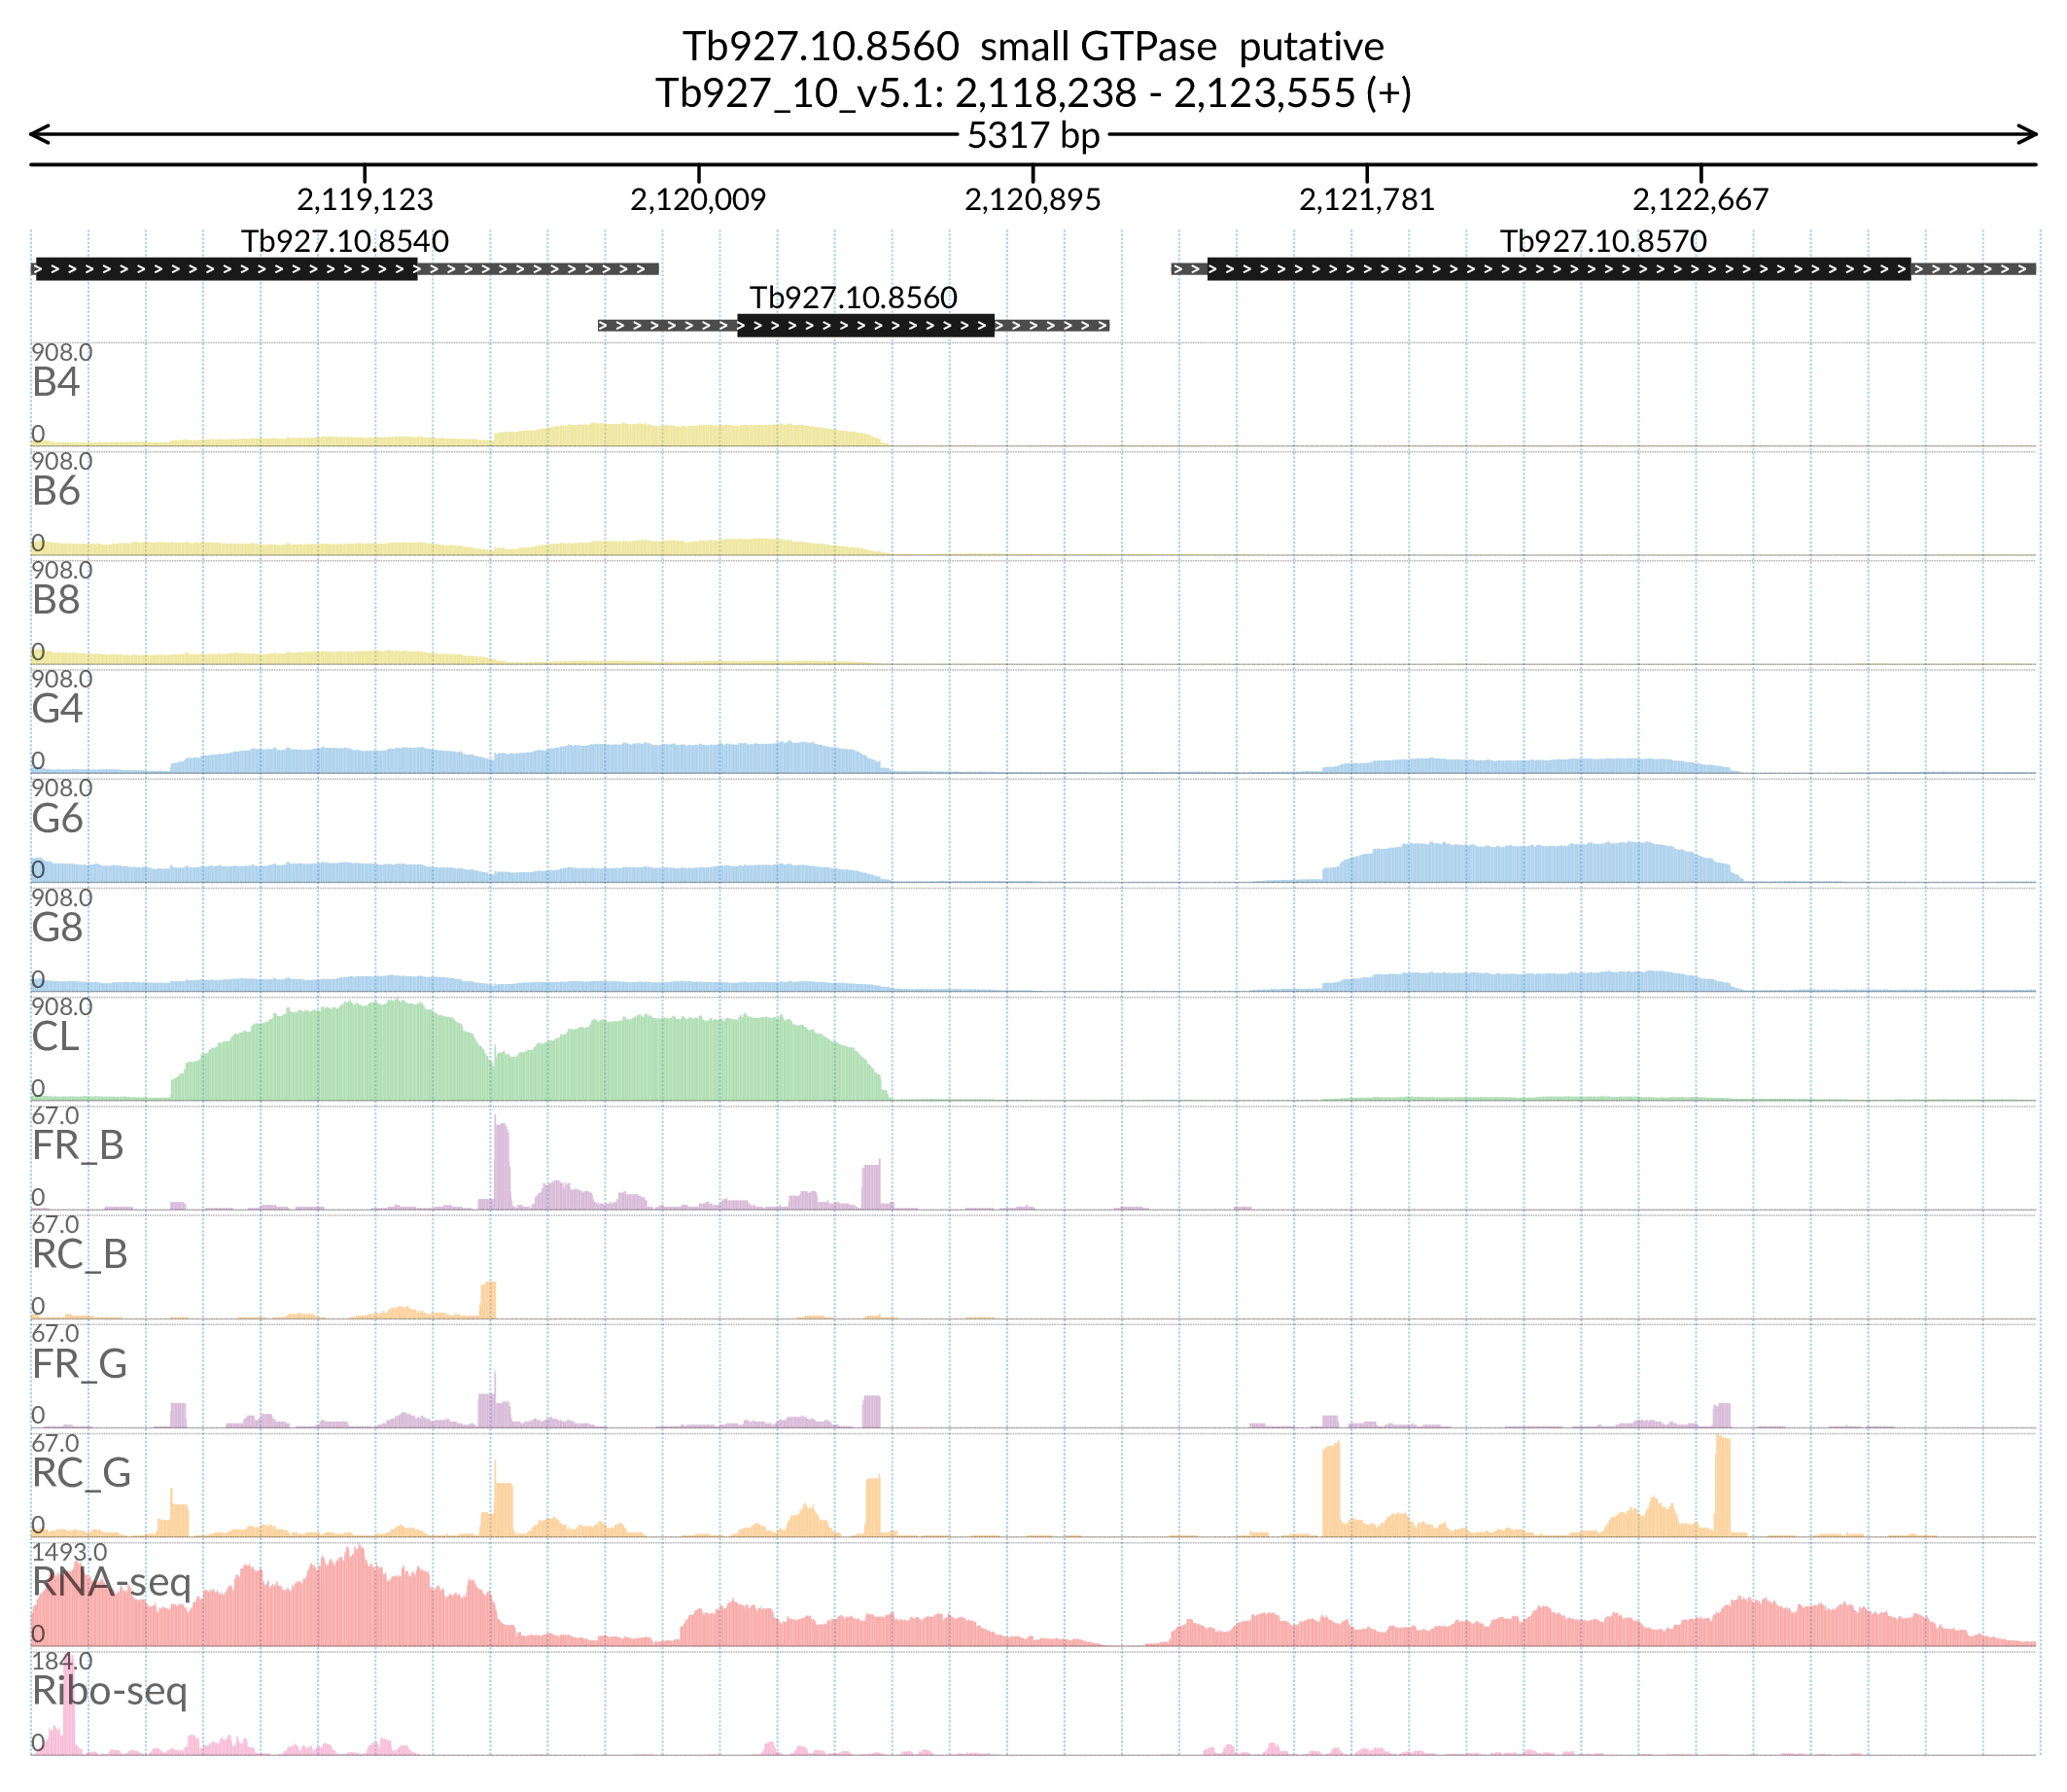 Tb927.10.8560  small GTPase  putative
Tb927_10_v5.1: 2,118,238 - 2,123,555 (+)
5317 bp
2,119,123 2,120,009 2,120,895 2,121,781 2,122,667
Tb927.10.8540 Tb927.10.8570
Tb927.10.8560
908.0
B4
0
908.0
B6
0
908.0
B8
0
908.0
G4
0
908.0
G6
0
908.0
G8
0
908.0
CL
0
67.0
FR_B
0
67.0
RC_B
0
67.0
FR_G
0
67.0
RC_G
0
1493.0
RNA-seq
0
184.0
Ribo-seq
0